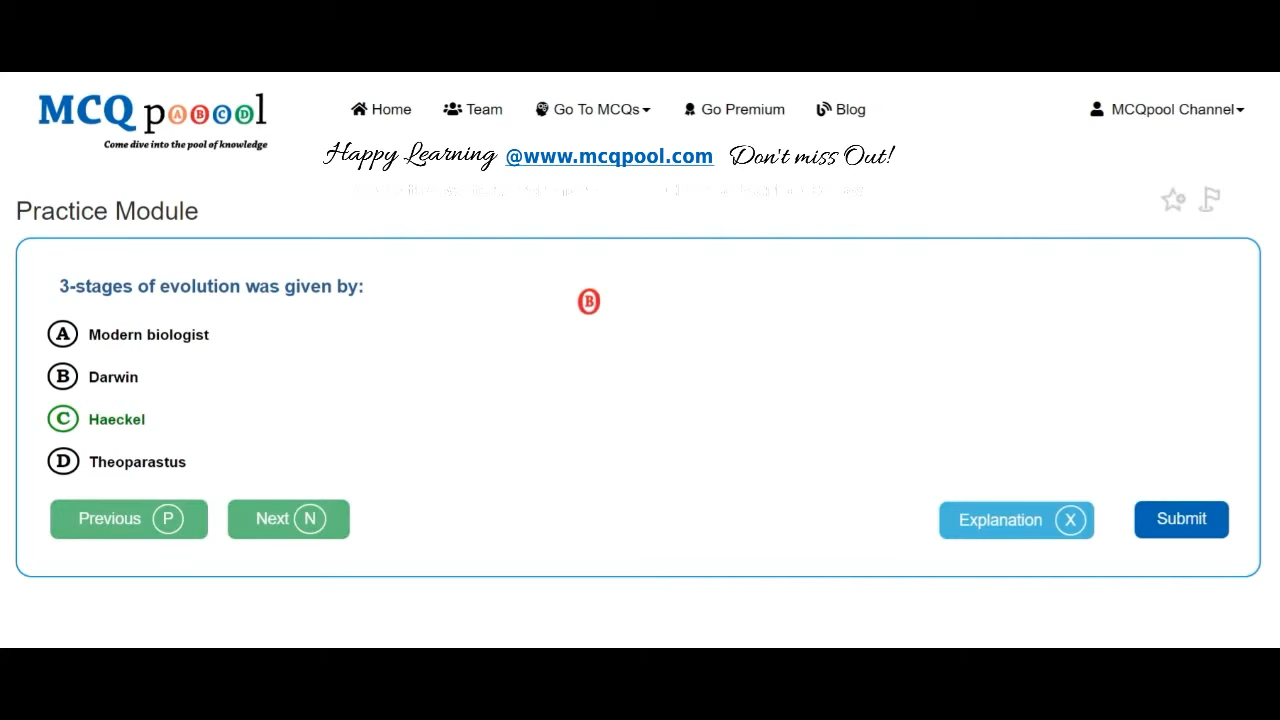 MCQ pABCDl
Come dive into the pool of knowledge
Home Team Go To MCQs Go Premium Blog MCQpool Channel
Happy Learning @www.mcqpool.com Don't miss Out!
Practice Module
3-stages of evolution was given by:
B
A Modern biologist
B Darwin
C Haeckel
D Theoparastus
Previous P Next N Explanation X Submit